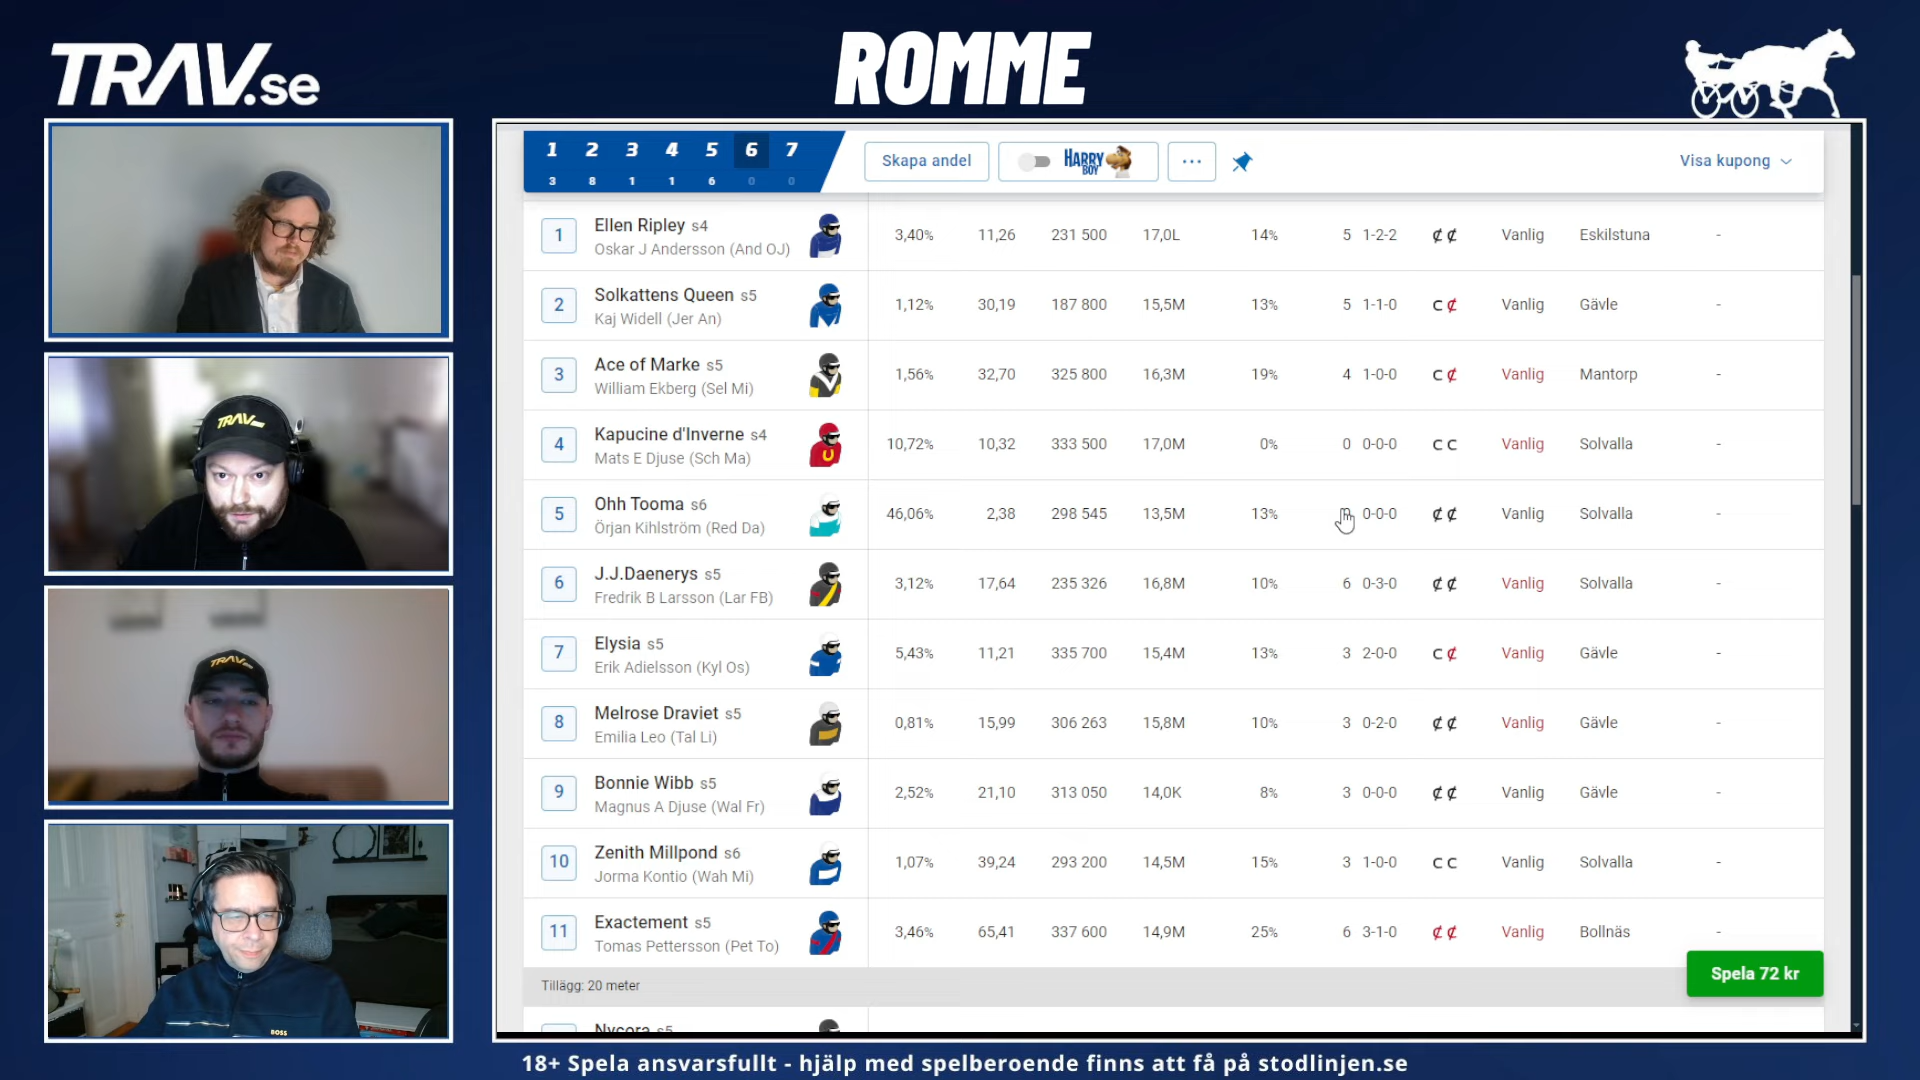 TRAV.se
ROMME
1 2 3 4 5 6 7
3 8 1 1 6 0 0
Skapa andel
HARRY BOY
...
Visa kupong
1 Ellen Ripley s4 3,40% 11,26 231 500 17,0L 14% 5 1-2-2 ₵ ₵ Vanlig Eskilstuna -
Oskar J Andersson (And OJ)
2 Solkattens Queen s5 1,12% 30,19 187 800 15,5M 13% 5 1-1-0 C ₵ Vanlig Gävle -
Kaj Widell (Jer An)
3 Ace of Marke s5 1,56% 32,70 325 800 16,3M 19% 4 1-0-0 C ₵ Vanlig Mantorp -
William Ekberg (Sel Mi)
4 Kapucine d'Inverne s4 10,72% 10,32 333 500 17,0M 0% 0 0-0-0 C C Vanlig Solvalla -
Mats E Djuse (Sch Ma)
5 Ohh Tooma s6 46,06% 2,38 298 545 13,5M 13% 0-0-0 ₵ ₵ Vanlig Solvalla -
Örjan Kihlström (Red Da)
6 J.J.Daenerys s5 3,12% 17,64 235 326 16,8M 10% 6 0-3-0 ₵ ₵ Vanlig Solvalla -
Fredrik B Larsson (Lar FB)
7 Elysia s5 5,43% 11,21 335 700 15,4M 13% 3 2-0-0 C ₵ Vanlig Gävle -
Erik Adielsson (Kyl Os)
8 Melrose Draviet s5 0,81% 15,99 306 263 15,8M 10% 3 0-2-0 ₵ ₵ Vanlig Gävle -
Emilia Leo (Tal Li)
9 Bonnie Wibb s5 2,52% 21,10 313 050 14,0K 8% 3 0-0-0 ₵ ₵ Vanlig Gävle -
Magnus A Djuse (Wal Fr)
10 Zenith Millpond s6 1,07% 39,24 293 200 14,5M 15% 3 1-0-0 C C Vanlig Solvalla -
Jorma Kontio (Wah Mi)
11 Exactement s5 3,46% 65,41 337 600 14,9M 25% 6 3-1-0 ₵ ₵ Vanlig Bollnäs -
Tomas Pettersson (Pet To)
Spela 72 kr
Tillägg: 20 meter
Nycora s5
TRAV.se
TRAV.se
BOSS
18+ Spela ansvarsfullt - hjälp med spelberoende finns att få på stodlinjen.se